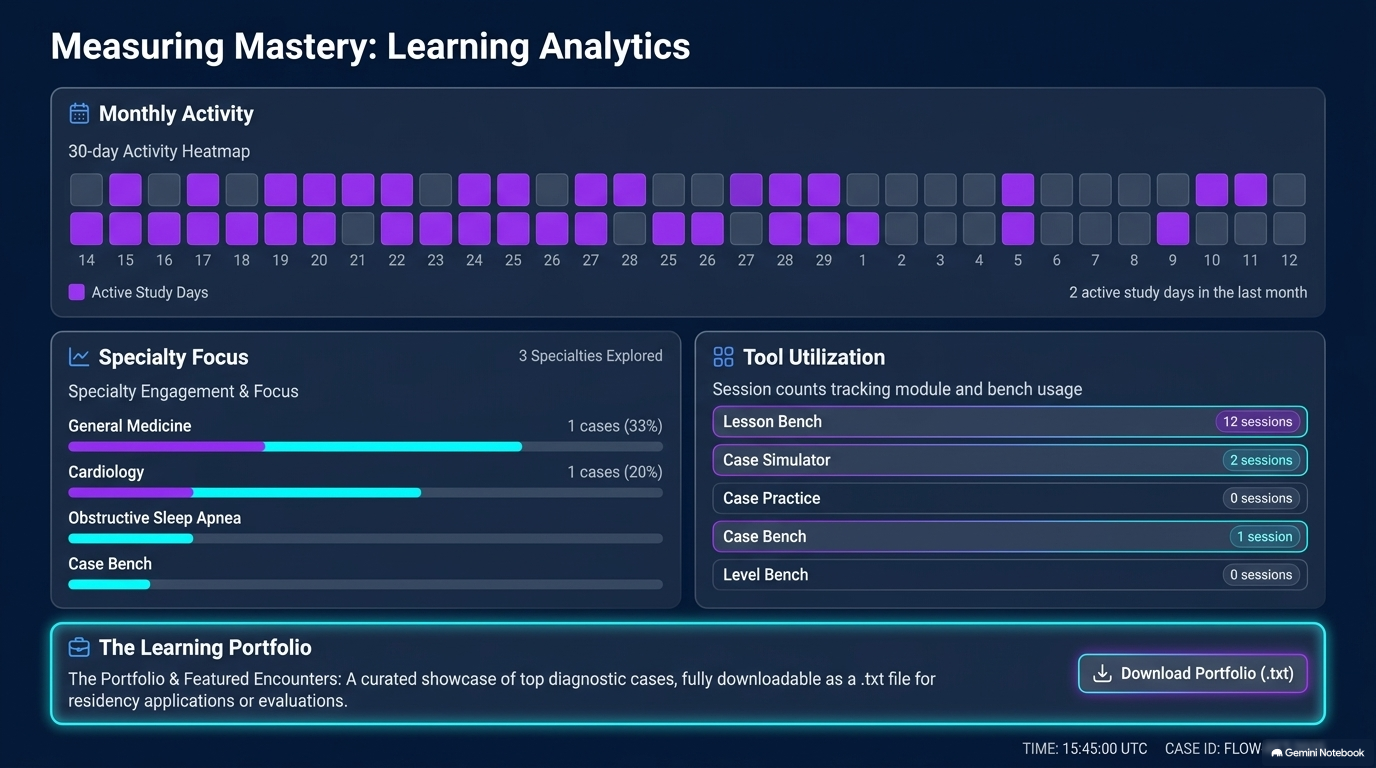 Measuring Mastery: Learning Analytics
Monthly Activity
30-day Activity Heatmap
14 15 16 17 18 19 20 21 22 23 24 25 26 27 28 25 26 27 28 29 1 2 3 4 5 6 7 8 9 10 11 12
Active Study Days
2 active study days in the last month
Specialty Focus
3 Specialties Explored
Specialty Engagement & Focus
General Medicine
1 cases (33%)
Cardiology
1 cases (20%)
Obstructive Sleep Apnea
Case Bench
Tool Utilization
Session counts tracking module and bench usage
Lesson Bench
12 sessions
Case Simulator
2 sessions
Case Practice
0 sessions
Case Bench
1 session
Level Bench
0 sessions
The Learning Portfolio
The Portfolio & Featured Encounters: A curated showcase of top diagnostic cases, fully downloadable as a .txt file for
residency applications or evaluations.
Download Portfolio (.txt)
TIME: 15:45:00 UTC CASE ID: FLOW
Gemini Notebook